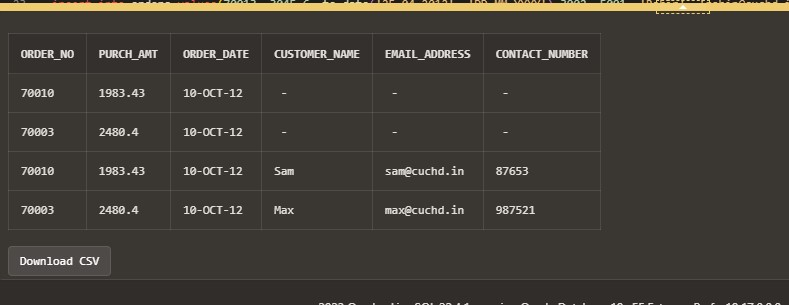 ORDER_NO PURCH_AMT ORDER_DATE CUSTOMER_NAME EMAIL_ADDRESS CONTACT_NUMBER
70010 1983.43 10-OCT-12 - - -
70003 2480.4 10-OCT-12 - - -
70010 1983.43 10-OCT-12 Sam sam@cuchd.in 87653
70003 2480.4 10-OCT-12 Max max@cuchd.in 987521
Download CSV